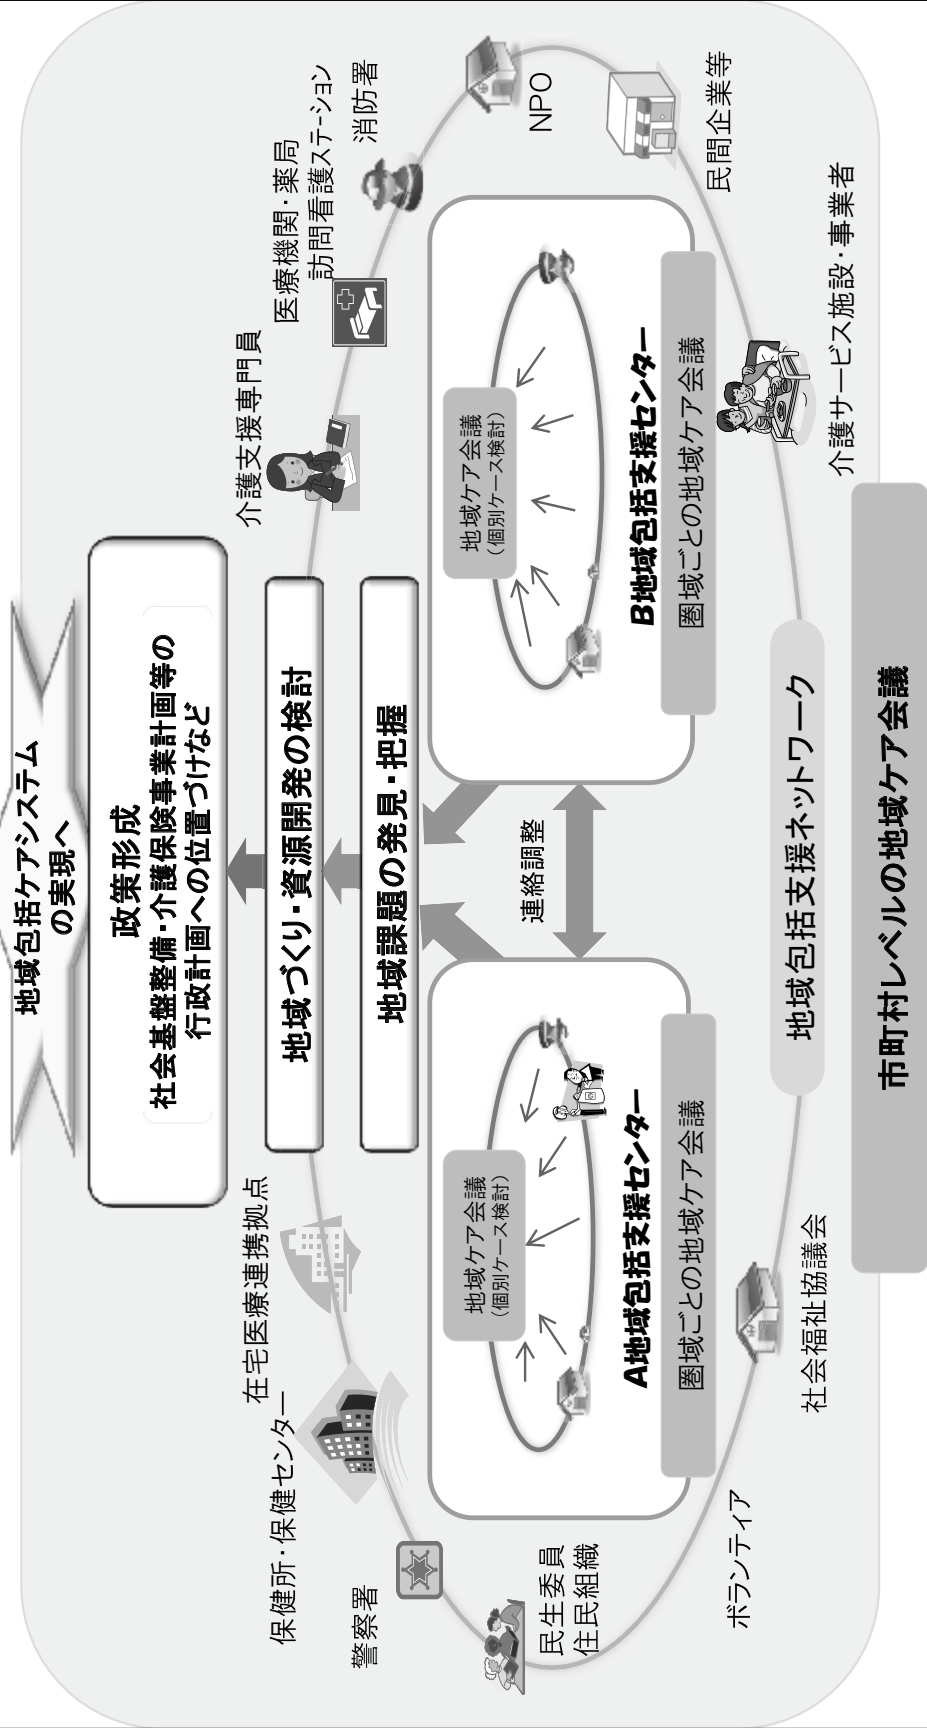 地域包括ケアシステム
の実現へ
政策形成
社会基盤整備・介護保険事業計画等の
行政計画への位置づけなど
地域づくり・資源開発の検討
地域課題の発見・把握
在宅医療連携拠点
保健所・保健センター
警察署
民生委員
住民組織
ボランティア
社会福祉協議会
介護支援専門員
医療機関・薬局
訪問看護ステーション
消防署
NPO
民間企業等
介護サービス施設・事業者
地域ケア会議
（個別ケース検討）
A地域包括支援センター
圏域ごとの地域ケア会議
連絡調整
地域ケア会議
（個別ケース検討）
B地域包括支援センター
圏域ごとの地域ケア会議
地域包括支援ネットワーク
市町村レベルの地域ケア会議